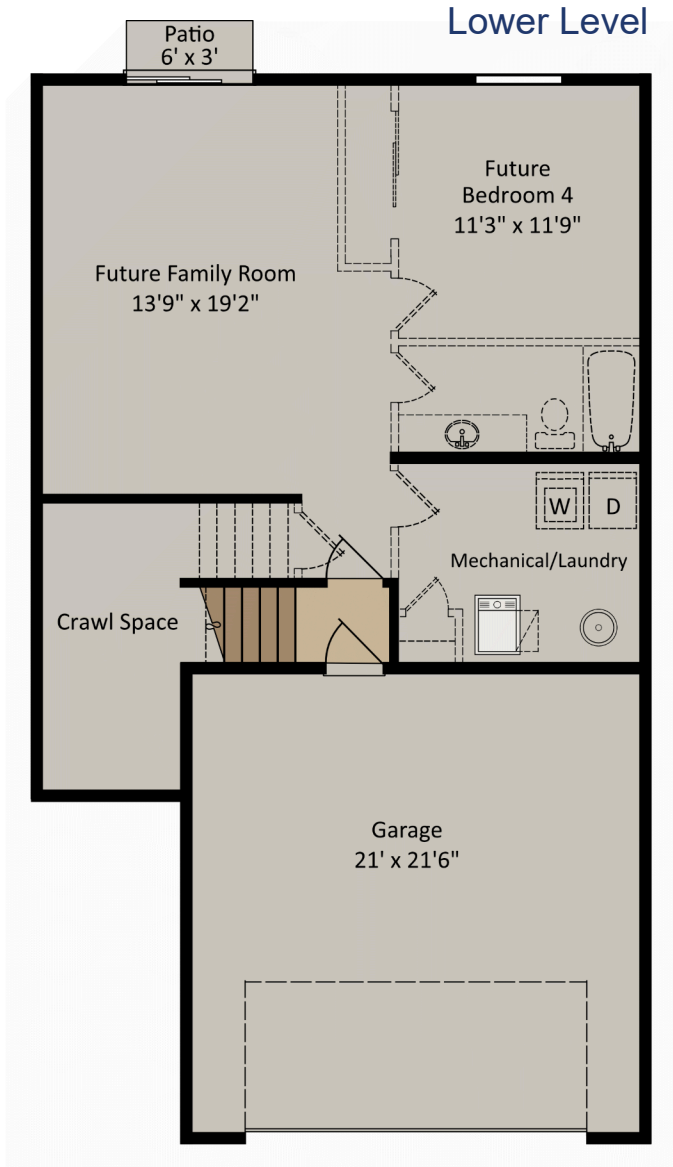 Lower Level
Patio
6' x 3'
Future
Bedroom 4
11'3" x 11'9"
Future Family Room
13'9" x 19'2"
W
D
Mechanical/Laundry
Crawl Space
Garage
21' x 21'6"